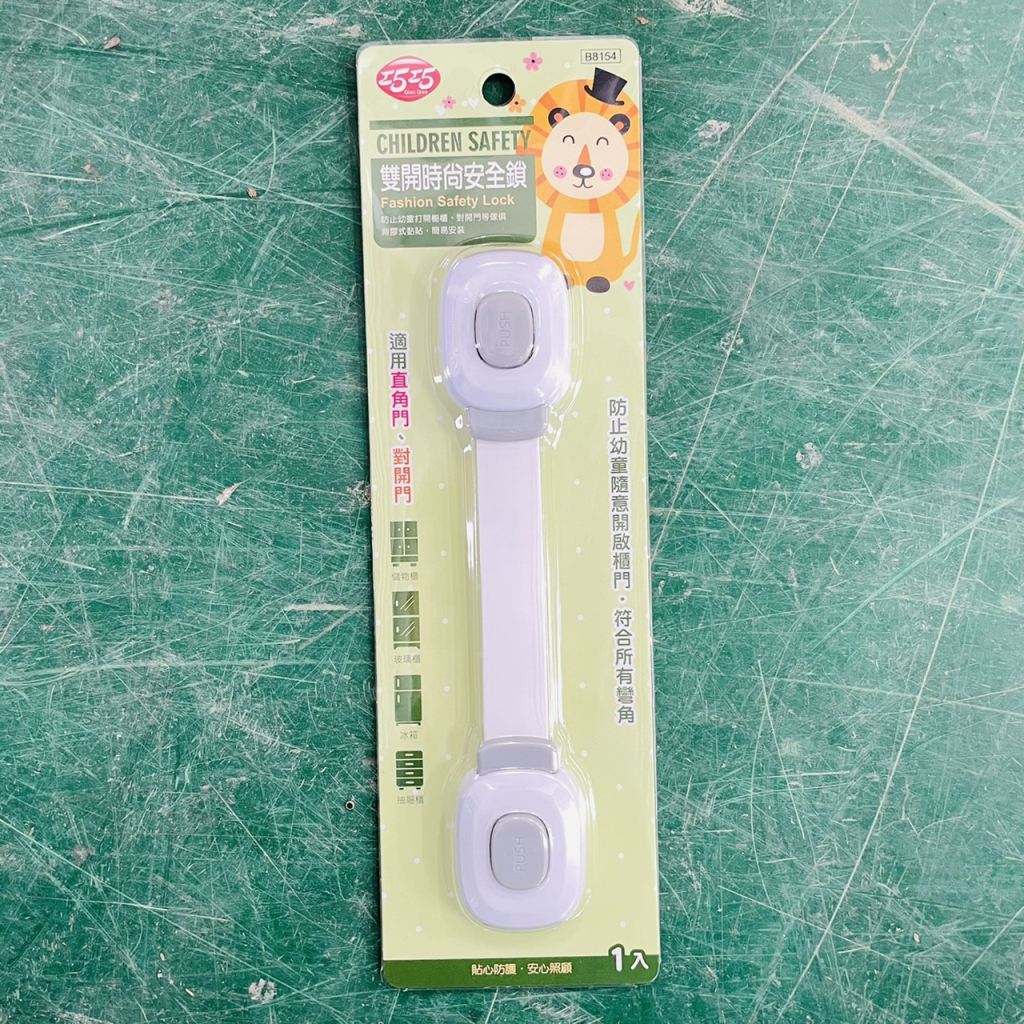 巧巧
Qiao Qiao
B8154
CHILDREN SAFETY
雙開時尚安全鎖
Fashion Safety Lock
防止幼童打開櫥櫃、對開門等傢俱
背膠式黏貼，簡易安裝
PUSH
適用直角門、對開門
防止幼童隨意開啟櫃門，符合所有彎角
儲物櫃
玻璃櫃
冰箱
抽屜櫃
PUSH
貼心防護·安心照顧
1入